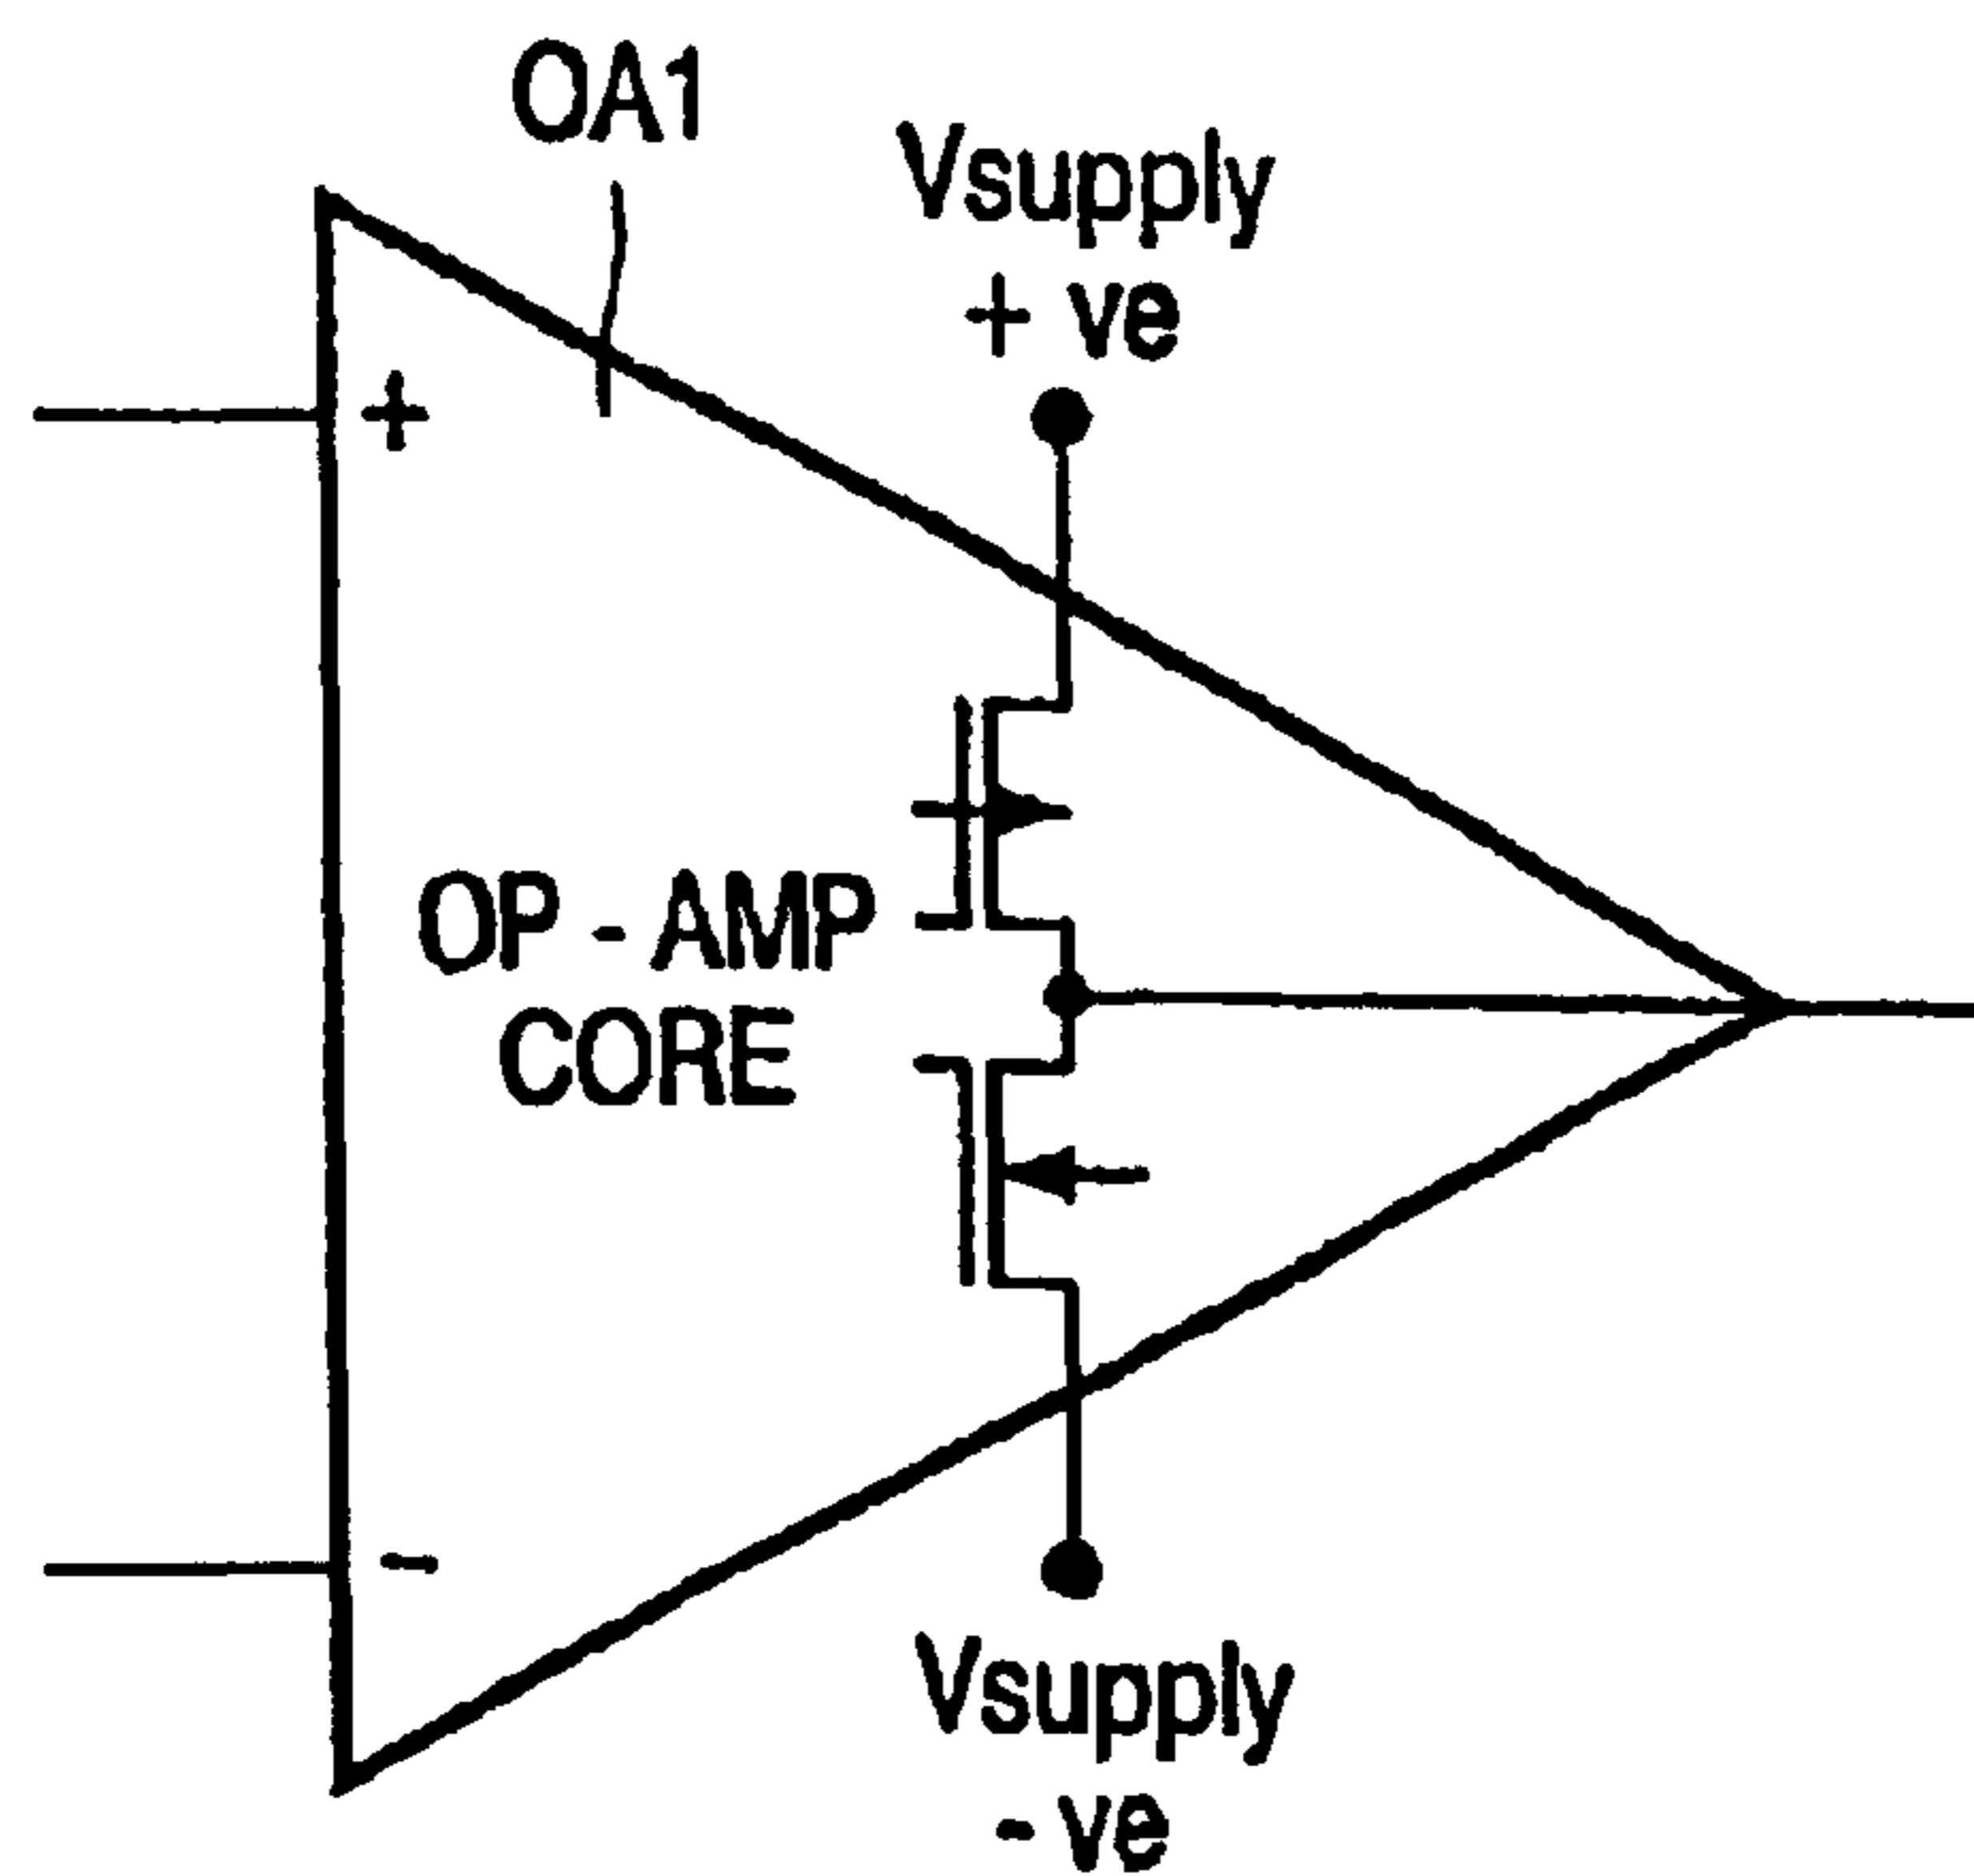 OA1
Vsupply
+ ve
+
OP - AMP
CORE
-
Vsupply
- ve